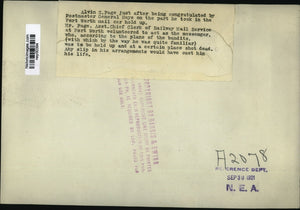 Alvin S. Page just after being congratulated by
Postmaster General Hays on the part he took in the
Fort Worth mail car hold up.
Mr. Page, Asst. Chief Clerk of Railway Mail Service
at Fort Worth volunteered to act as the messenger,
who, according to the plans of the bandits,
(with which by the way he was quite familiar)
was to be held up and at a certain place shot dead.
Any slip in his arrangements would have cost him
his life.
A2078
REFERENCE DEPT.
SEP 30 1921
N. E. A.